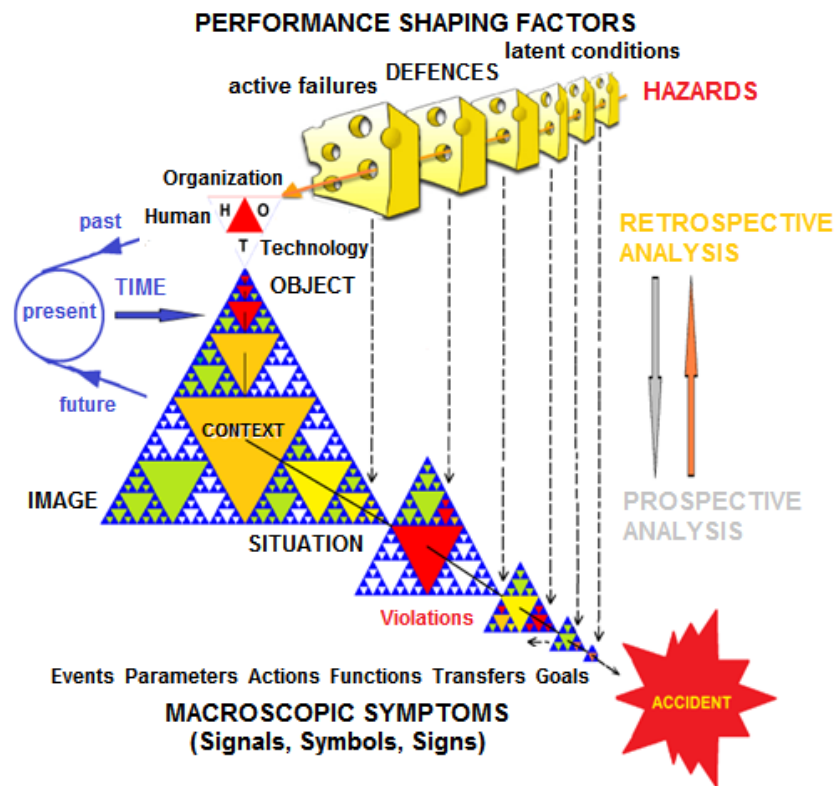 PERFORMANCE SHAPING FACTORS
latent conditions
DEFENCES
active failures
HAZARDS
Organization
H O
Human
past
T
Technology
RETROSPECTIVE
ANALYSIS
TIME
OBJECT
present
future
CONTEXT
IMAGE
PROSPECTIVE
ANALYSIS
SITUATION
Violations
Events Parameters Actions Functions Transfers Goals
ACCIDENT
MACROSCOPIC SYMPTOMS
(Signals, Symbols, Signs)